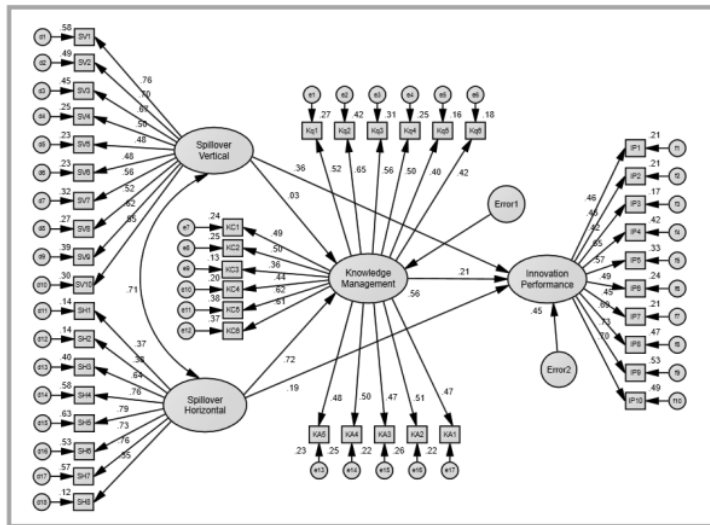 d1 .58 SV1
d2 .49 SV2
d3 .45 SV3
d4 .25 SV4
d5 .23 SV5
d6 .23 SV6
d7 .32 SV7
d8 .27 SV8
d9 .39 SV9
d10 .30 SV10
.76
.70
.67
.50
.48
.48
.56
.52
.62
.55
Spillover
Vertical
.71
d11 .14 SH1
d12 .14 SH2
d13 .40 SH3
d14 .58 SH4
d15 .63 SH5
d16 .53 SH6
d17 .57 SH7
d18 .12 SH8
.37
.38
.64
.76
.79
.73
.76
.35
Spillover
Horizontal
e1 e2 e3 e4 e5 e6
.27 .42 .31 .25 .16 .18
Kq1 Kq2 Kq3 Kq4 Kq5 Kq6
.52 .65 .56 .50 .40 .42
.36
.03
e7 .24 KC1 .49
e8 .25 KC2 .50
e9 .13 KC3 .36
e10 .20 KC4 .44
e11 .38 KC5 .62
e12 .37 KC6 .61
Knowledge
Management
.56
Error1
.21
.72
.19
.48 .50 .47 .51 .47
KA5 KA4 KA3 KA2 KA1
.23 .25 .22 .26 .22
e13 e14 e15 e16 e17
Innovation
Performance
.45
Error2
.46
.46
.42
.65
.57
.49
.45
.69
.73
.70
IP1 .21 f1
IP2 .21 f2
IP3 .17 f3
IP4 .42 f4
IP5 .33 f5
IP6 .24 f6
IP7 .21 f7
IP8 .47 f8
IP9 .53 f9
IP10 .49 f10